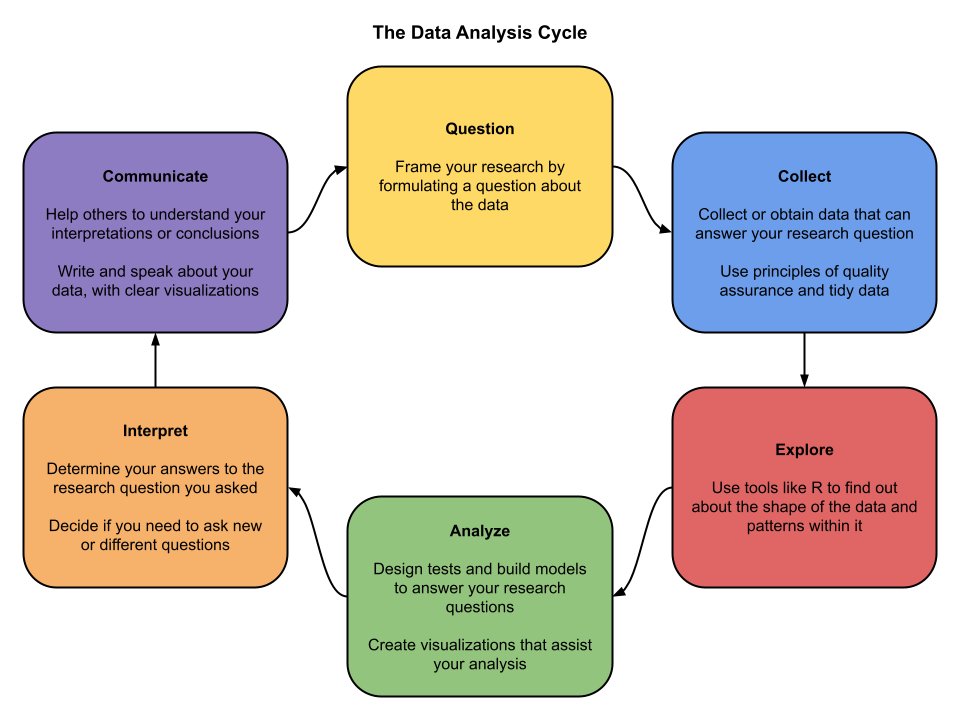 The Data Analysis Cycle
Question
Frame your research by
formulating a question about
the data
Collect
Collect or obtain data that can
answer your research question
Use principles of quality
assurance and tidy data
Explore
Use tools like R to find out
about the shape of the data and
patterns within it
Analyze
Design tests and build models
to answer your research
questions
Create visualizations that assist
your analysis
Interpret
Determine your answers to the
research question you asked
Decide if you need to ask new
or different questions
Communicate
Help others to understand your
interpretations or conclusions
Write and speak about your
data, with clear visualizations